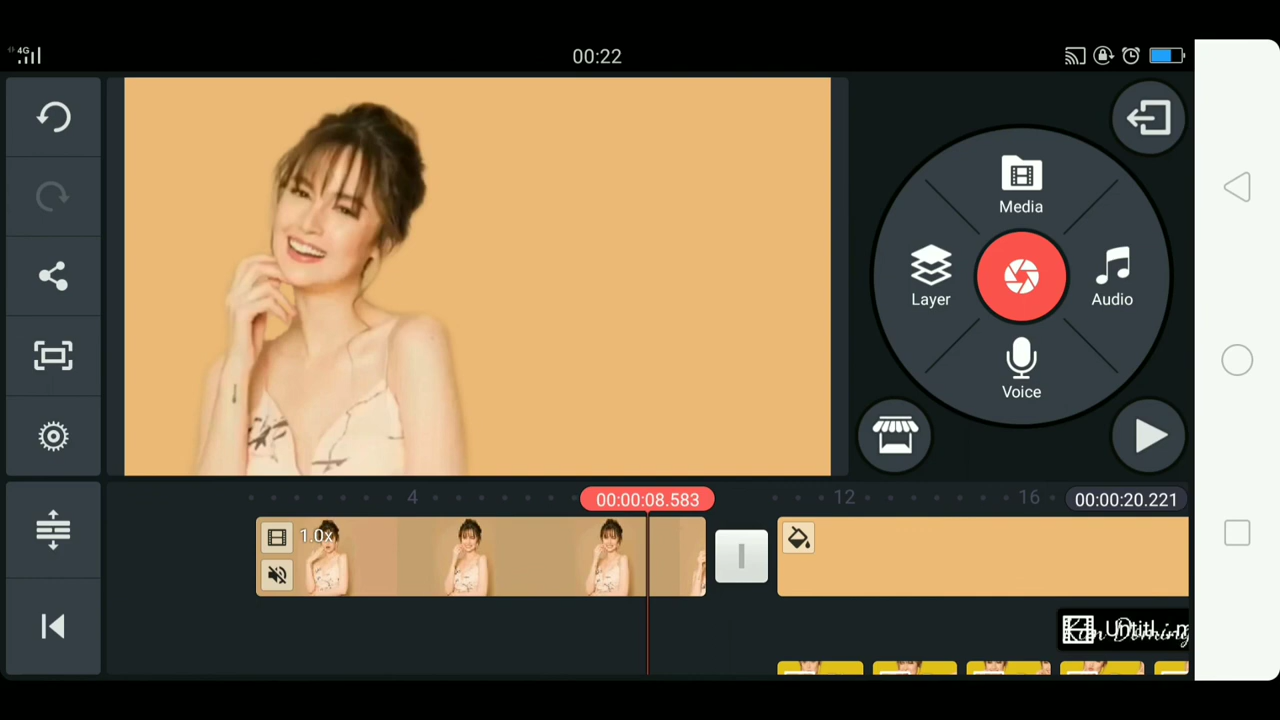 4G
00:22
Media
Layer
Audio
Voice
4
00:00:08.583
12
16
00:00:20.221
1.0x